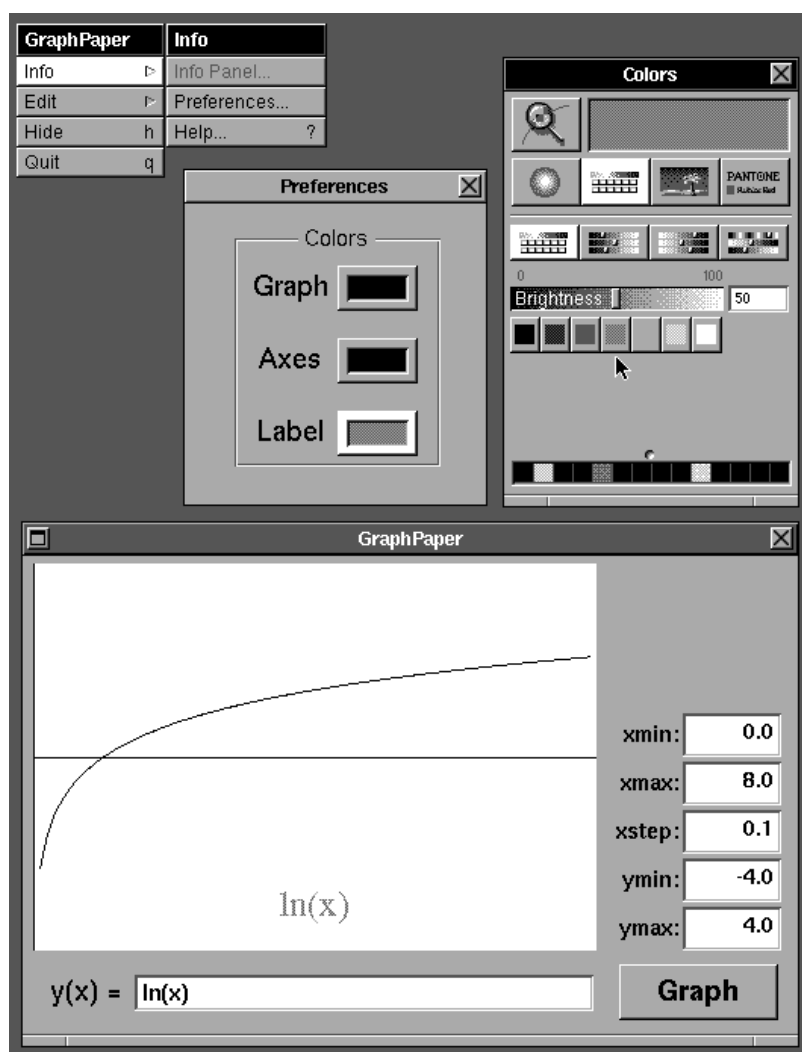 GraphPaper
Info
Edit
Hide h
Quit q
Info
Info Panel...
Preferences...
Help... ?
Preferences
Colors
Graph
Axes
Label
Colors
PANTONE
0 100
Brightness 50
GraphPaper
ln(x)
xmin: 0.0
xmax: 8.0
xstep: 0.1
ymin: -4.0
ymax: 4.0
y(x) = ln(x)
Graph